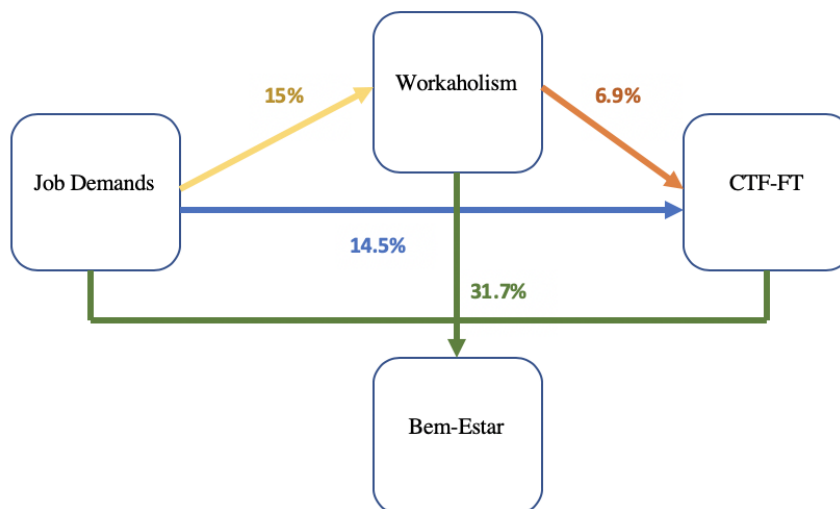 Workaholism
15%
6.9%
Job Demands
CTF-FT
14.5%
31.7%
Bem-Estar